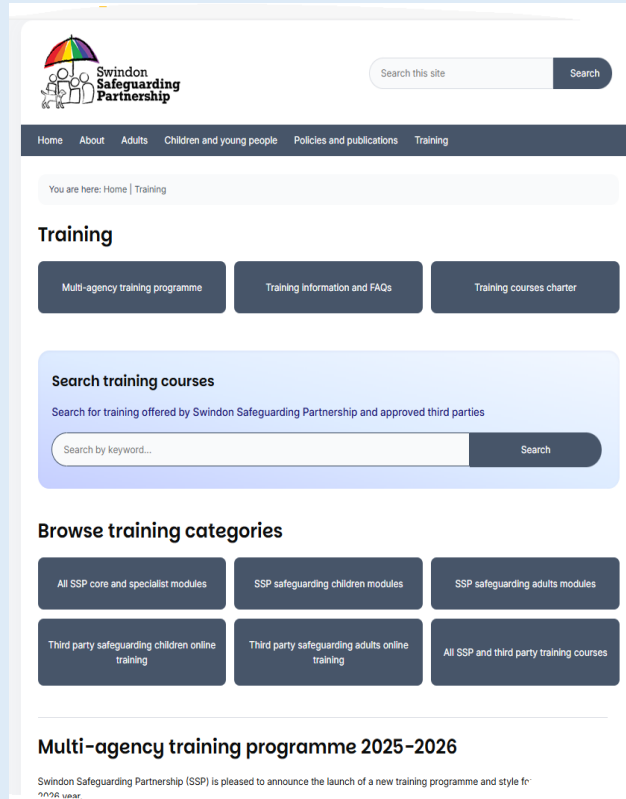 Swindon
Safeguarding
Partnership
Search this site
Search
Home About Adults Children and young people Policies and publications Training
You are here: Home | Training
Training
Multi-agency training programme
Training information and FAQs
Training courses charter
Search training courses
Search for training offered by Swindon Safeguarding Partnership and approved third parties
Search by keyword...
Search
Browse training categories
All SSP core and specialist modules
SSP safeguarding children modules
SSP safeguarding adults modules
Third party safeguarding children online
training
Third party safeguarding adults online
training
All SSP and third party training courses
Multi-agency training programme 2025-2026
Swindon Safeguarding Partnership (SSP) is pleased to announce the launch of a new training programme and style
2026 year.